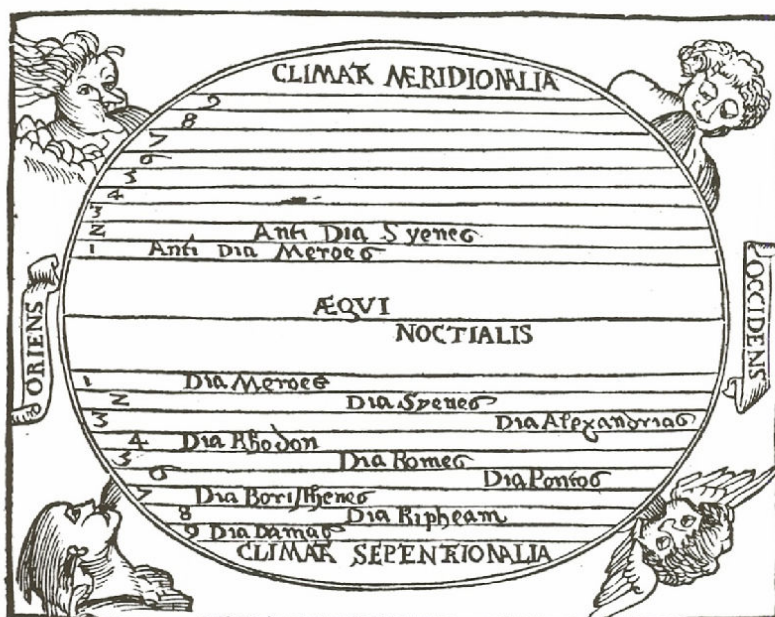 CLIMATA MERIDIONALIA
9
8
7
6
5
4
3
2 Anti Dia Syenes
1 Anti Dia Meroes
ORIENS
OCCIDENS
ÆQVI
NOCTIALIS
1 Dia Meroes
2 Dia Syenes
3 Dia Alexandrias
4 Dia Rhodon
5 Dia Romes
6 Dia Pontos
7 Dia Boristhenes
8 Dia Ripheam
9 Dia Damas
CLIMATA SEPENTRIONALIA